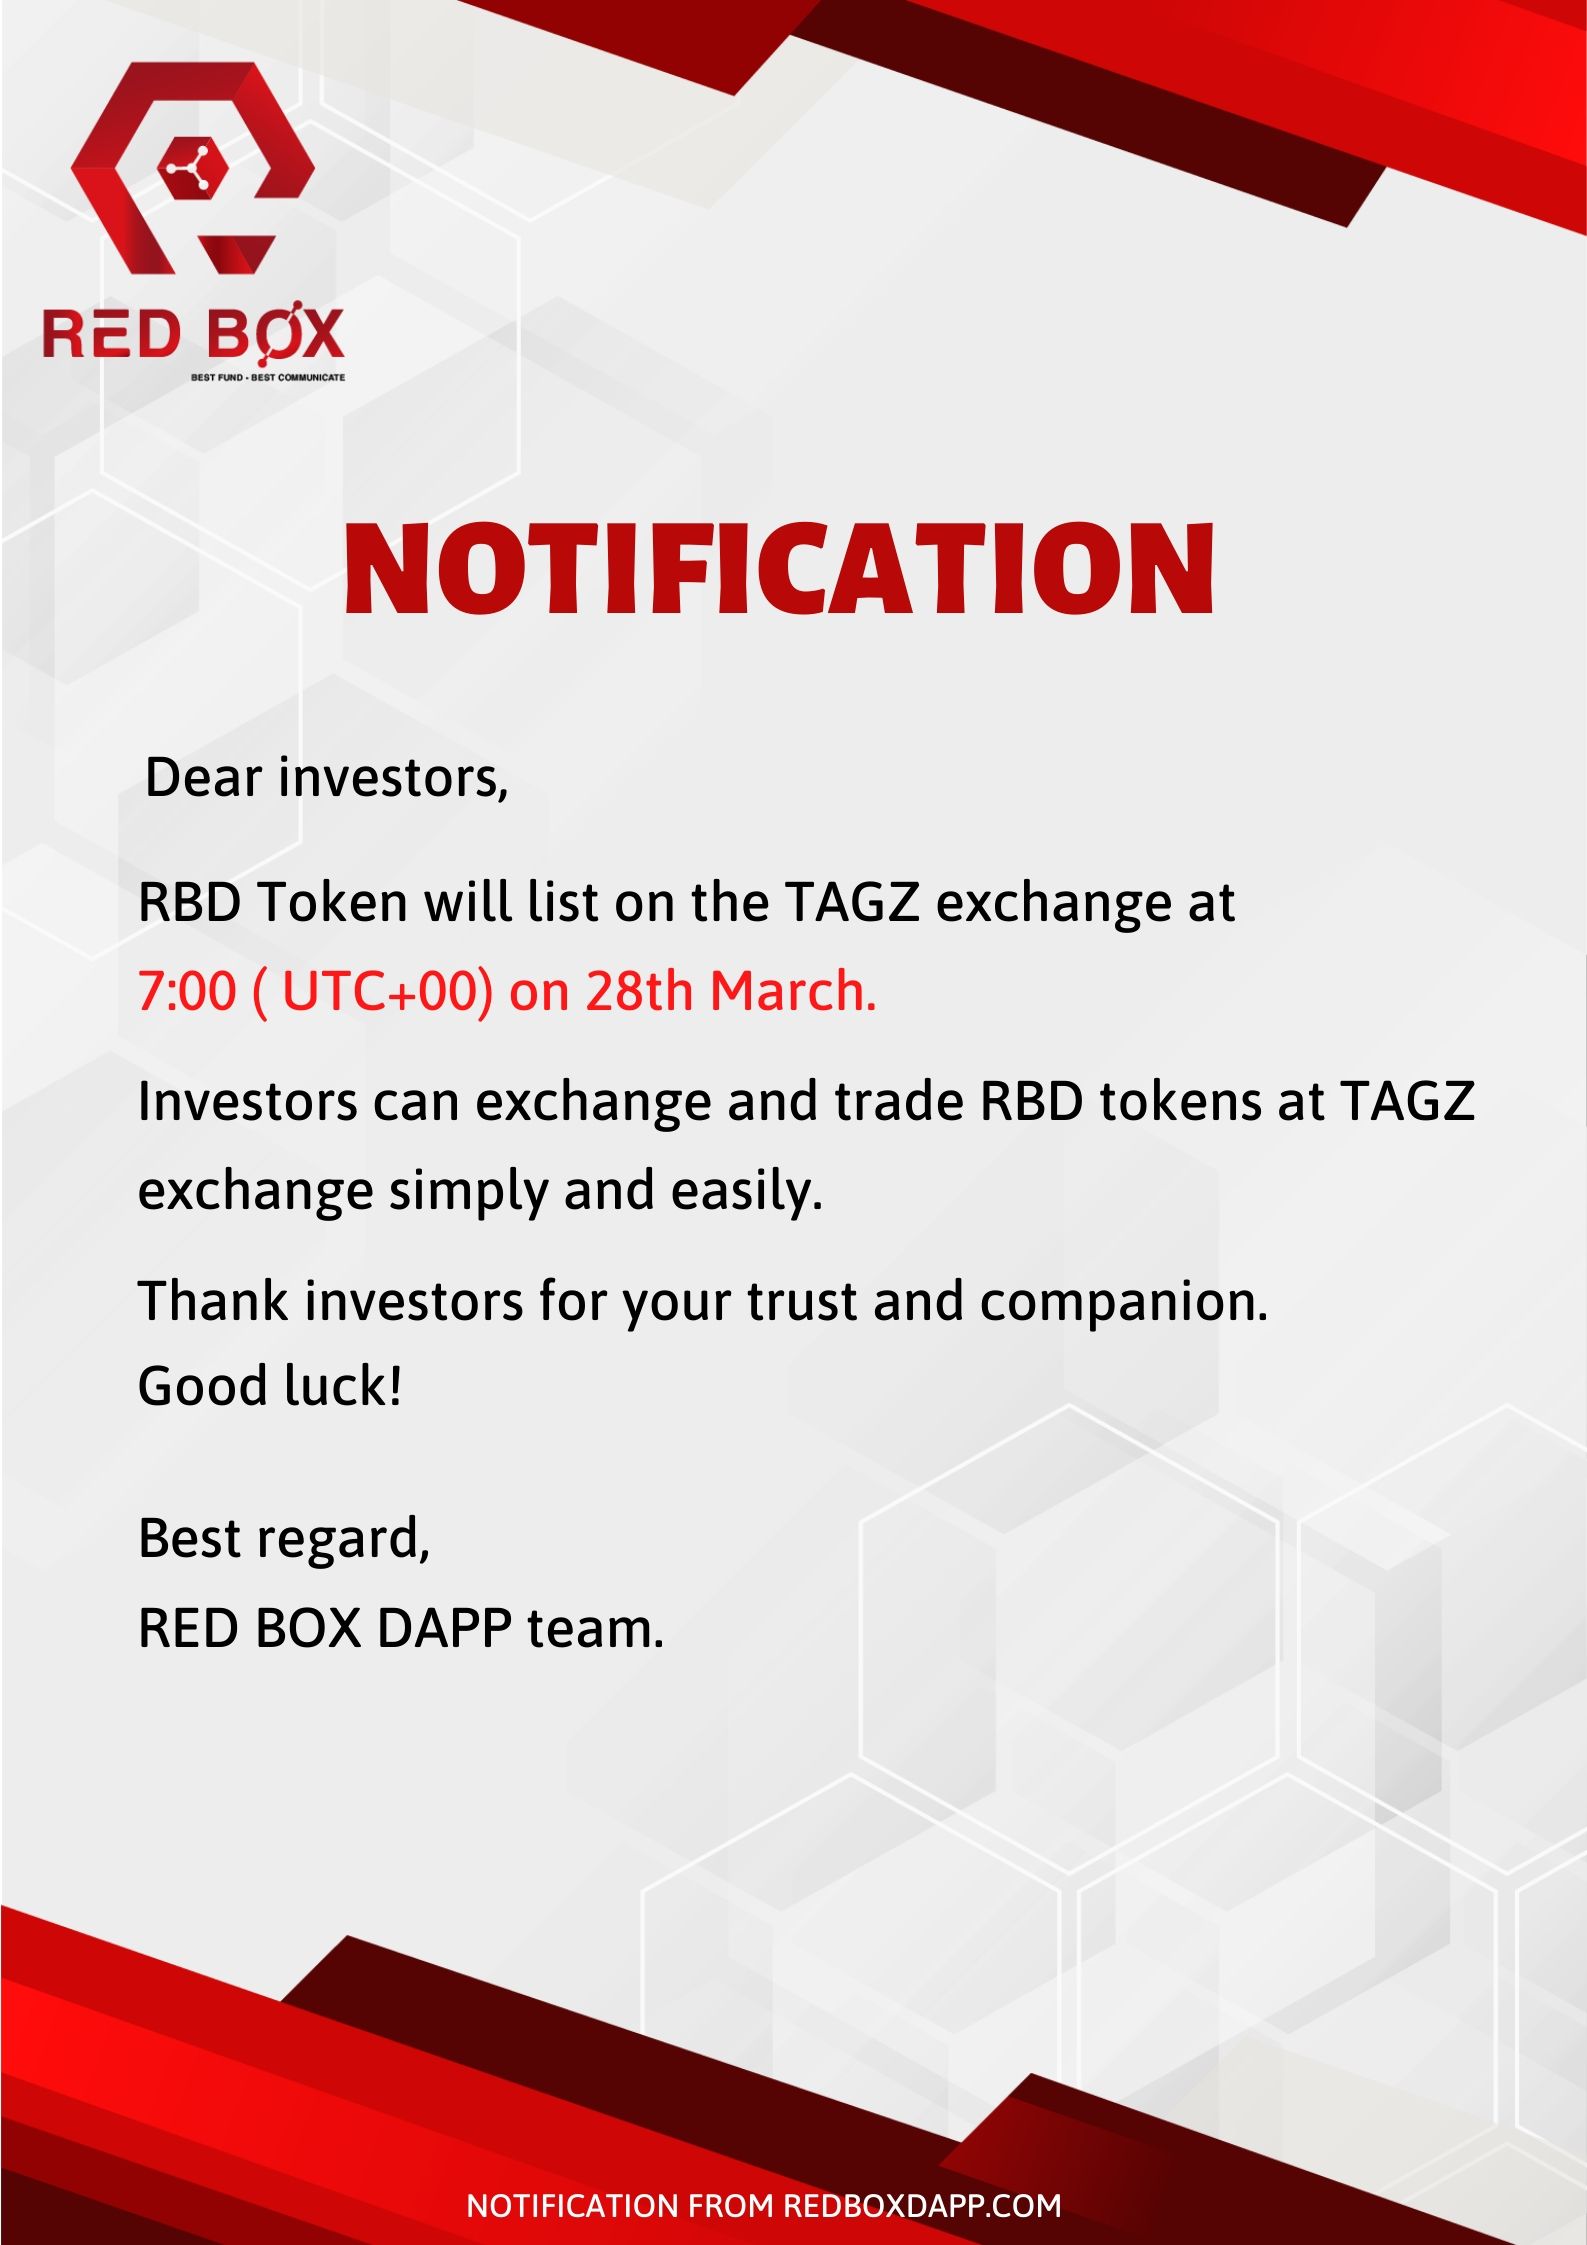 RED BOX
BEST FUND - BEST COMMUNICATE
NOTIFICATION
Dear investors,
RBD Token will list on the TAGZ exchange at
7:00 ( UTC+00) on 28th March.
Investors can exchange and trade RBD tokens at TAGZ
exchange simply and easily.
Thank investors for your trust and companion.
Good luck!
Best regard,
RED BOX DAPP team.
NOTIFICATION FROM REDBOXDAPP.COM